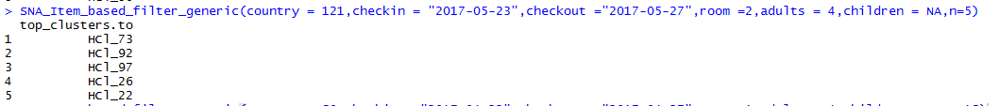 > SNA_Item_based_filter_generic(country = 121,checkin = "2017-05-23",checkout ="2017-05-27",room =2,adults = 4,children = NA,n=5)
top_clusters.to
1 HCl_73
2 HCl_92
3 HCl_97
4 HCl_26
5 HCl_22